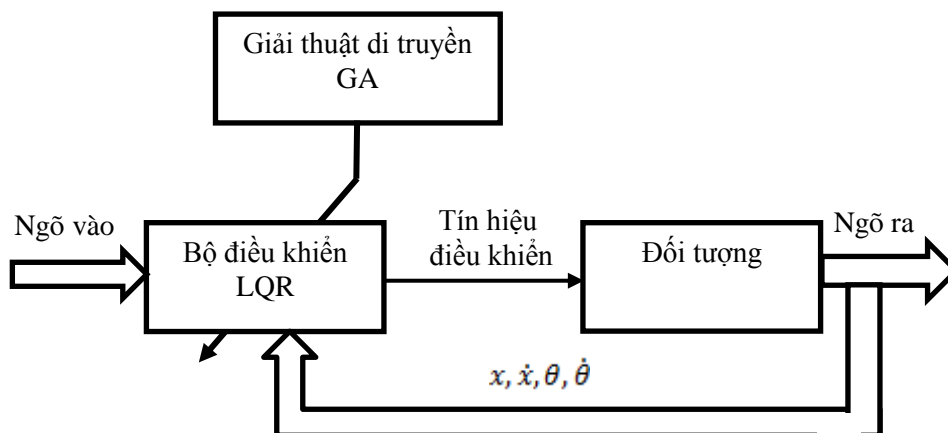 Giải thuật di truyền
GA
Ngõ vào
Bộ điều khiển
LQR
Tín hiệu
điều khiển
Đối tượng
Ngõ ra
x, ẋ, θ, θ̇